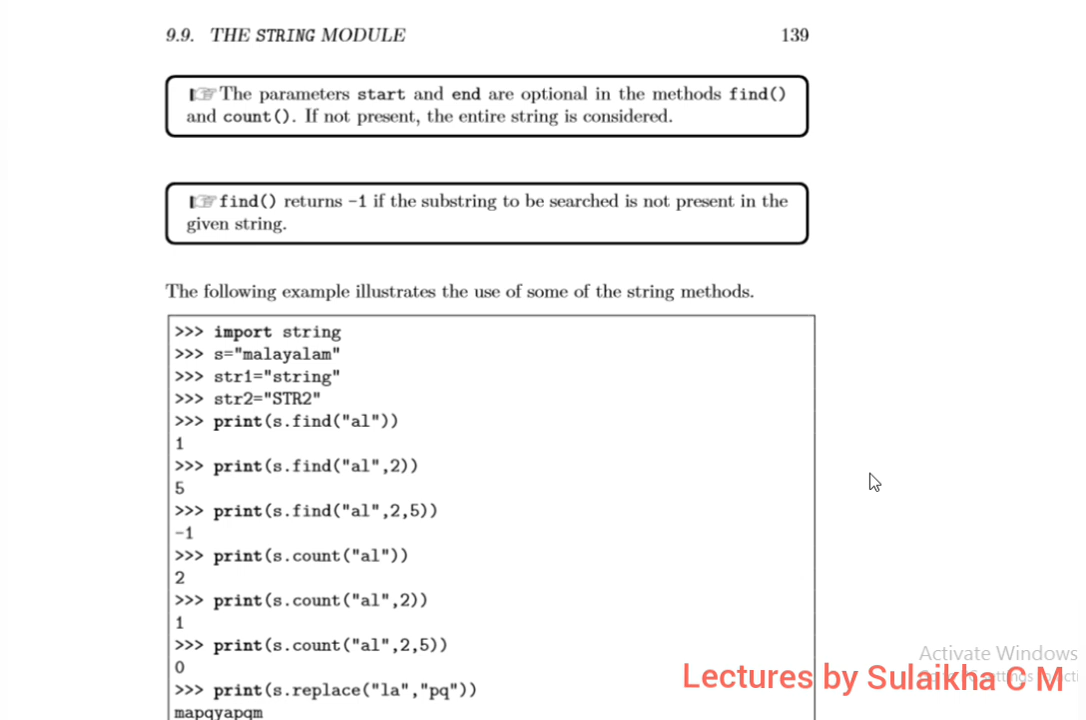 9.9. THE STRING MODULE 139
☞The parameters start and end are optional in the methods find()
and count(). If not present, the entire string is considered.
☞find() returns -1 if the substring to be searched is not present in the
given string.
The following example illustrates the use of some of the string methods.
>>> import string
>>> s="malayalam"
>>> str1="string"
>>> str2="STR2"
>>> print(s.find("al"))
1
>>> print(s.find("al",2))
5
>>> print(s.find("al",2,5))
-1
>>> print(s.count("al"))
2
>>> print(s.count("al",2))
1
>>> print(s.count("al",2,5))
0
>>> print(s.replace("la","pq"))
mapqyapqm
Activate Windows
Lectures by Sulaikha C M